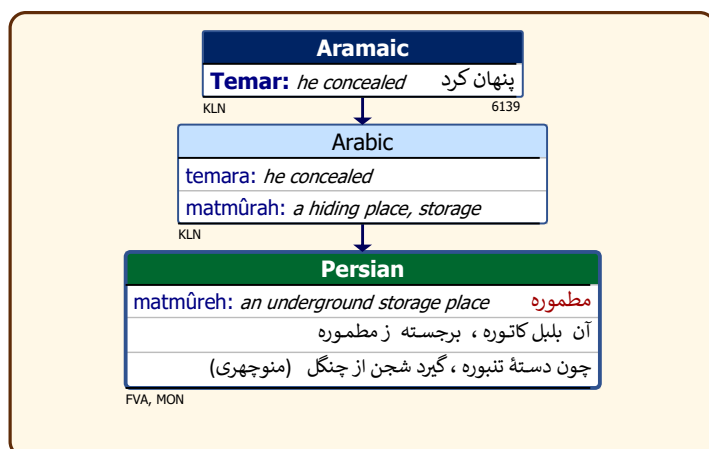 Aramaic
Temar: he concealed پنهان کرد
KLN 6139
Arabic
temara: he concealed
matmûrah: a hiding place, storage
KLN
Persian
matmûreh: an underground storage place مطموره
آن بلبل کاتوره ، برجسته ز مطموره
چون دستهٔ تنبوره ، گیرد شجن از چنگل (منوچهری)
FVA, MON